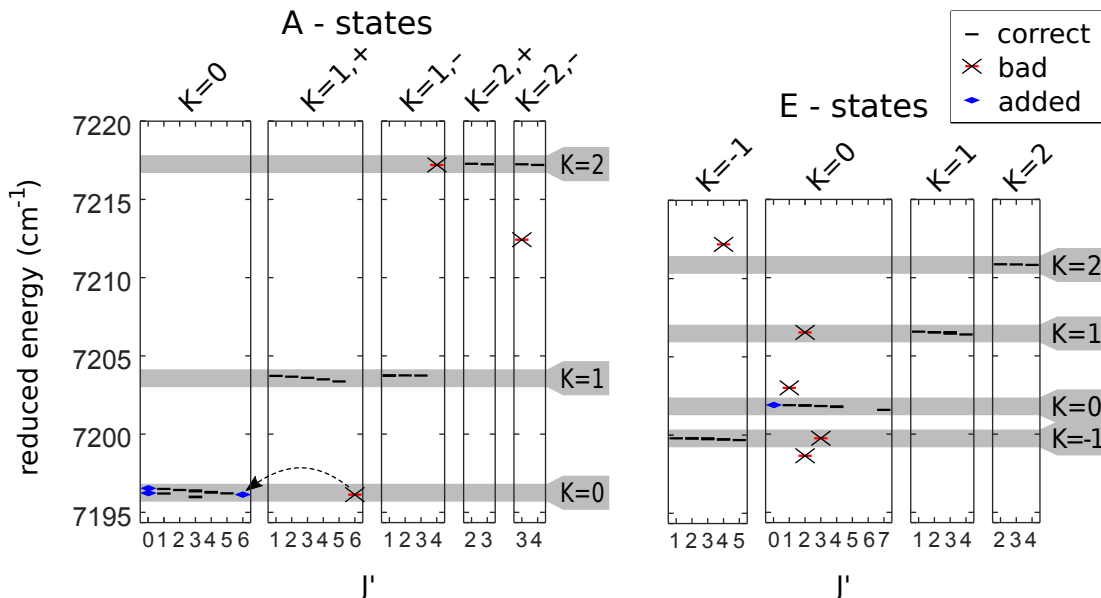 A - states
correct
bad
added
E - states
K=0
K=1,+
K=1,-
K=2,+
K=2,-
K=-1
K=0
K=1
K=2
reduced energy (cm⁻¹)
7220
7215
7210
7205
7200
7195
K=2
K=1
K=0
K=2
K=1
K=0
K=-1
0 1 2 3 4 5 6
1 2 3 4 5 6
1 2 3 4
2 3
3 4
1 2 3 4 5
0 1 2 3 4 5 6 7
1 2 3 4
2 3 4
J'
J'